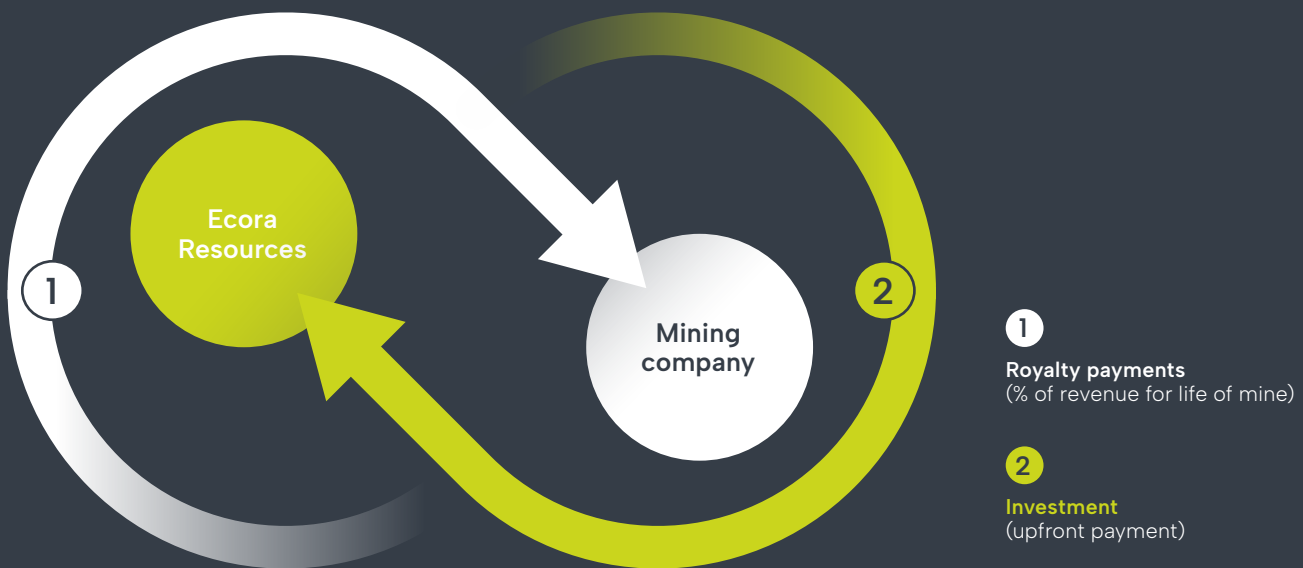 Ecora
Resources
1
2
Mining
company
1
Royalty payments
(% of revenue for life of mine)
2
Investment
(upfront payment)